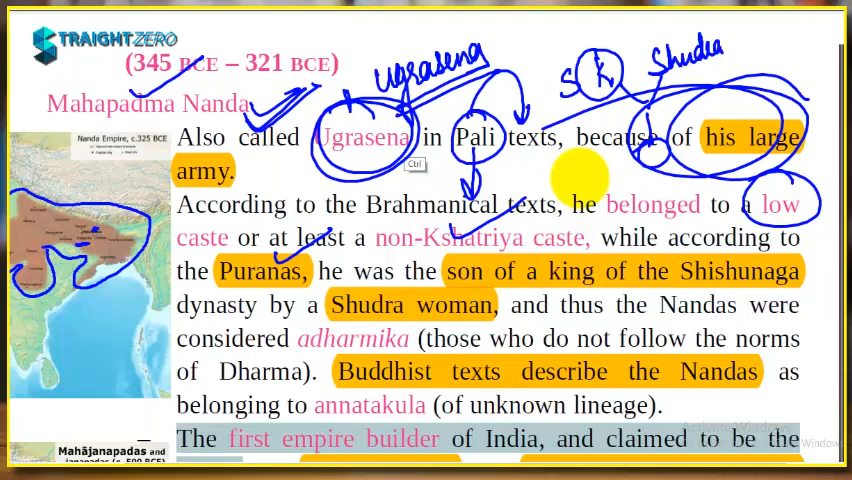 STRAIGHTZERO
(345 BCE – 321 BCE)
Ugrasena
S K
Shudra
Mahapadma Nanda
Nanda Empire, c.325 BCE
Also called Ugrasena in Pali texts, because of his large
Ctrl
army.
According to the Brahmanical texts, he belonged to a low
caste or at least a non-Kshatriya caste, while according to
the Puranas, he was the son of a king of the Shishunaga
dynasty by a Shudra woman, and thus the Nandas were
considered adharmika (those who do not follow the norms
of Dharma). Buddhist texts describe the Nandas as
belonging to annatakula (of unknown lineage).
Activate Windows
The first empire builder of India, and claimed to be the
Mahājanapadas and
janapadas (c. 500 BCE)